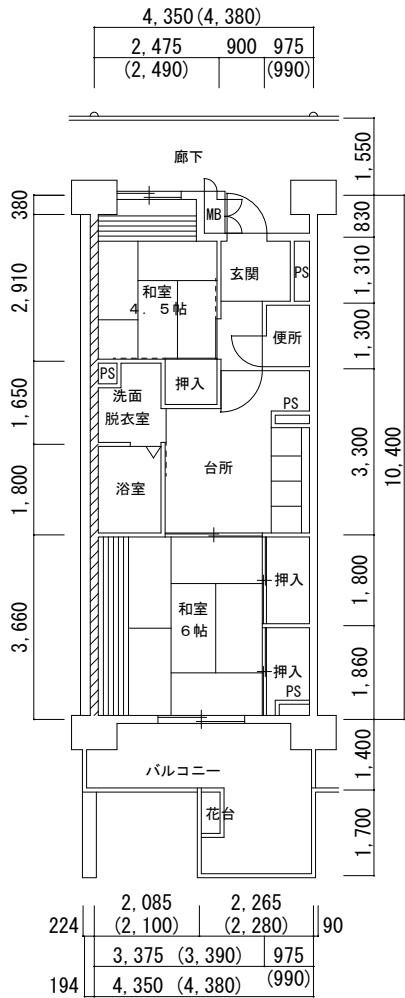 4,350(4,380)
2,475 900 975
(2,490) (990)
廊下
1,550
380
MB
830
玄関
PS
1,310
2,910
和室
4.5帖
便所
1,300
PS
押入
洗面
脱衣室
PS
1,650
3,300
10,400
浴室
台所
1,800
押入
1,800
和室
6帖
3,660
押入
PS
1,860
バルコニー
1,400
花台
1,700
2,085 2,265
224 (2,100) (2,280) 90
3,375 (3,390) 975
(990)
194 4,350 (4,380)